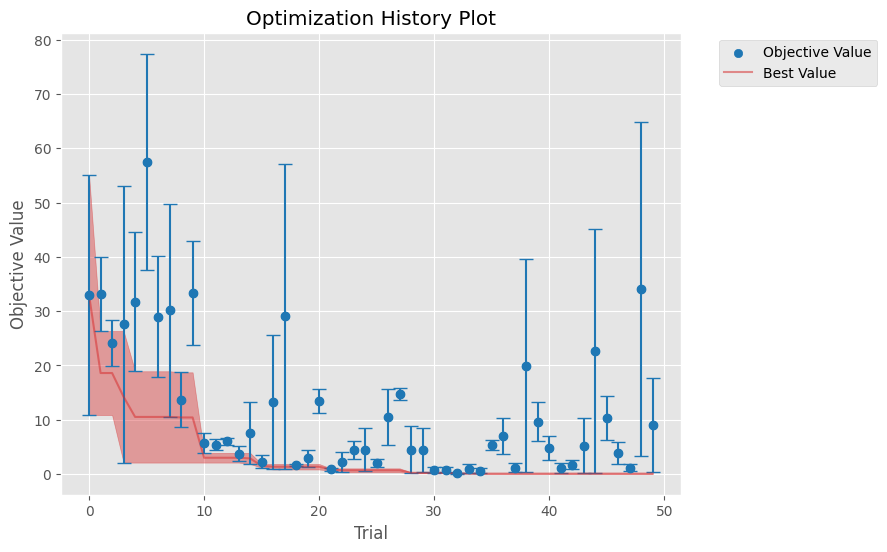 Optimization History Plot
Objective Value
Best Value
Objective Value
80
70
60
50
40
30
20
10
0
0 10 20 30 40 50
Trial